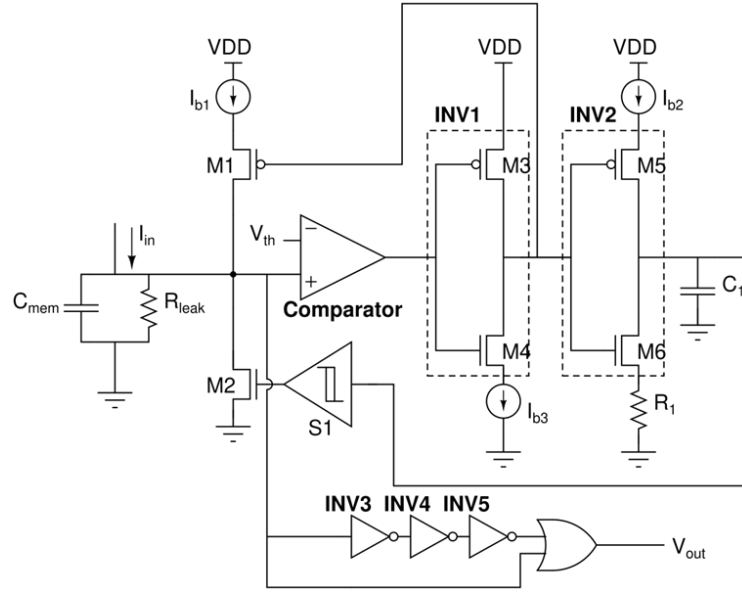 VDD
VDD
VDD
I_b1
INV1
INV2
I_b2
M1
M3
M5
I_in
V_th
C_mem
R_leak
Comparator
C_1
M2
M4
M6
S1
I_b3
R_1
INV3
INV4
INV5
V_out